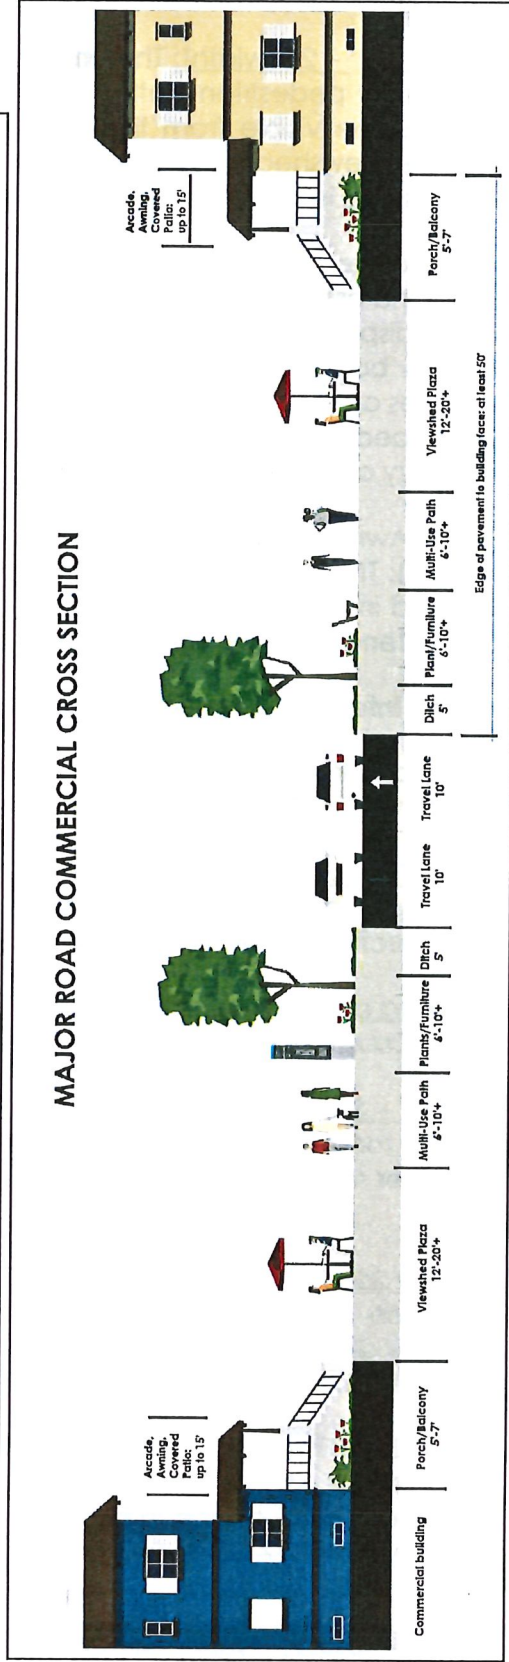 MAJOR ROAD COMMERCIAL CROSS SECTION
Arcade,
Awning,
Covered
Patio:
up to 15'
Arcade,
Awning,
Covered
Patio:
up to 15'
Commercial building
Porch/Balcony
5'-7'
Viewshed Plaza
12'-20'+
Multi-Use Path
6'-10'+
Plants/Furniture
6'-10'+
Ditch
5'
Travel Lane
10'
Travel Lane
10'
Ditch
5'
Plant/Furniture
6'-10'+
Multi-Use Path
6'-10'+
Viewshed Plaza
12'-20'+
Porch/Balcony
5'-7'
Edge of pavement to building face: at least 50'